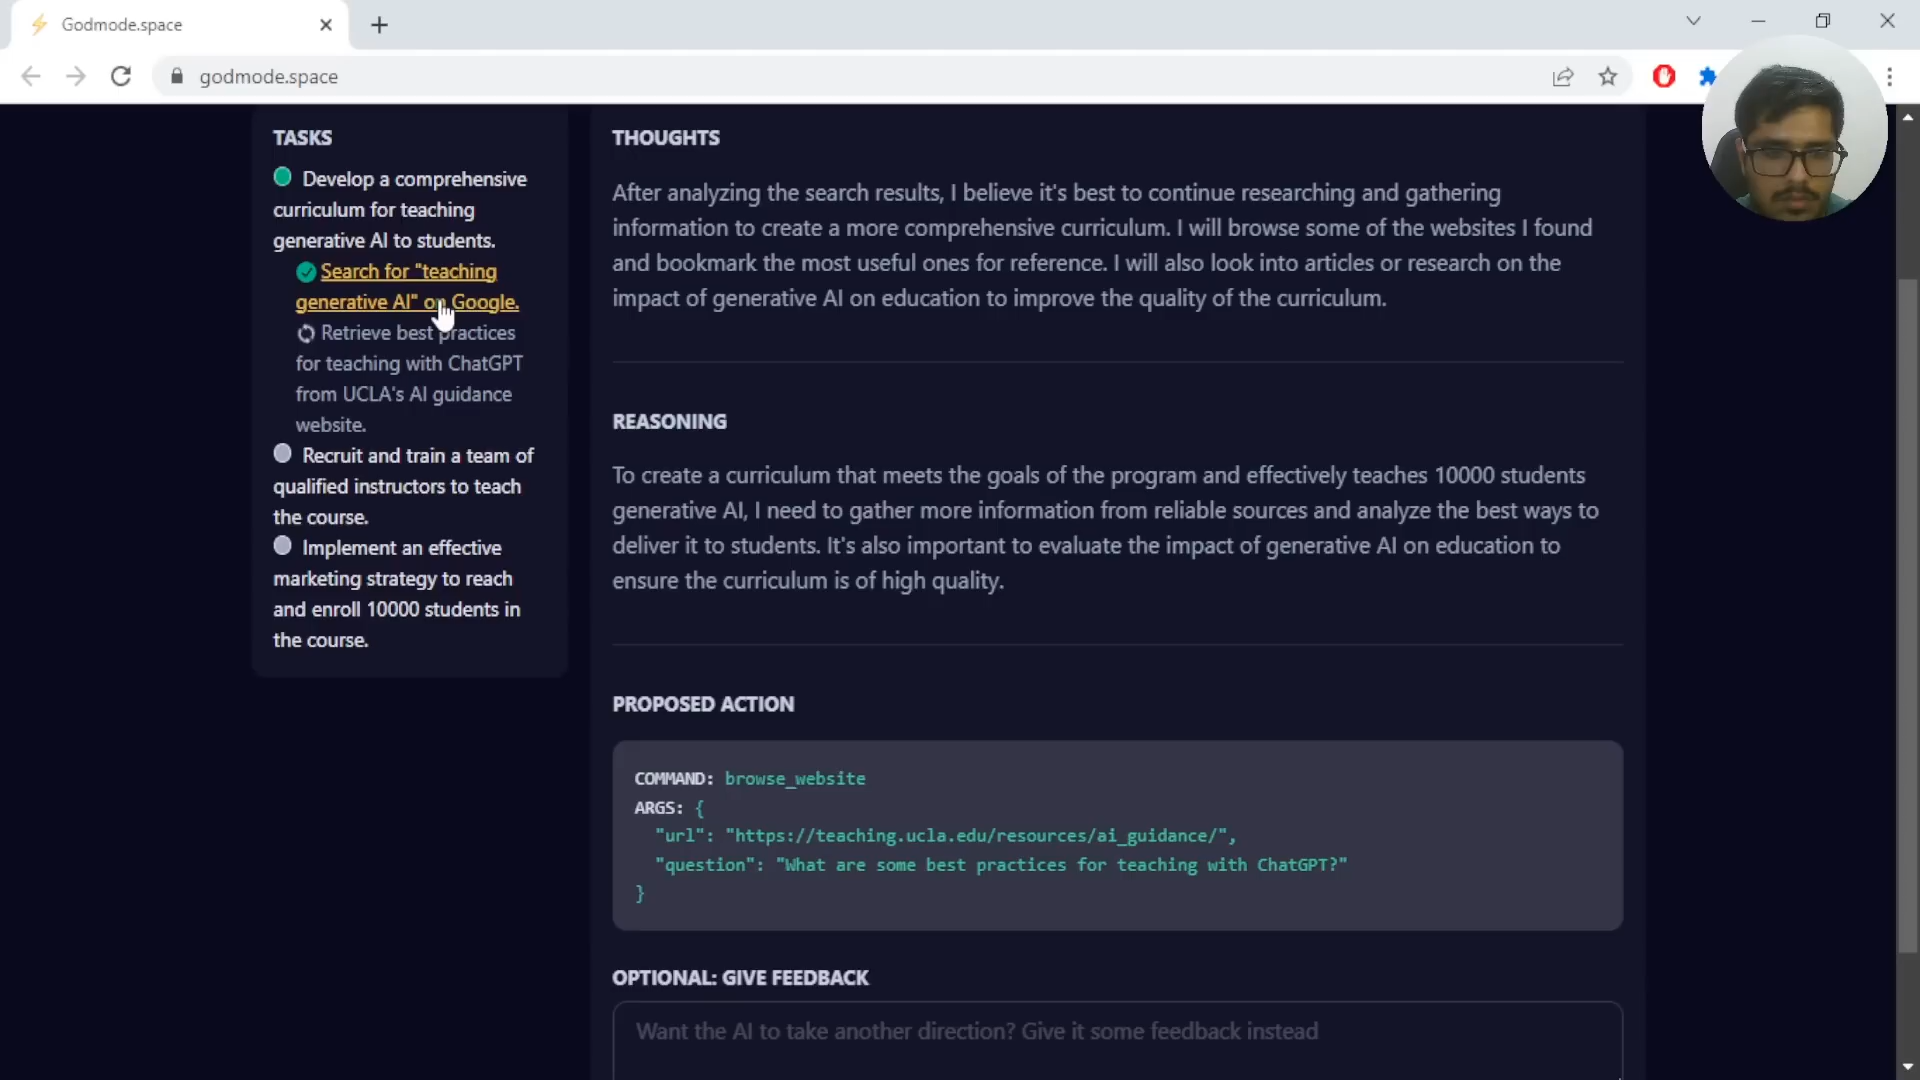 Godmode.space
godmode.space
TASKS
Develop a comprehensive
curriculum for teaching
generative AI to students.
Search for "teaching
generative AI" on Google.
Retrieve best practices
for teaching with ChatGPT
from UCLA's AI guidance
website.
Recruit and train a team of
qualified instructors to teach
the course.
Implement an effective
marketing strategy to reach
and enroll 10000 students in
the course.
THOUGHTS
After analyzing the search results, I believe it's best to continue researching and gathering
information to create a more comprehensive curriculum. I will browse some of the websites I found
and bookmark the most useful ones for reference. I will also look into articles or research on the
impact of generative AI on education to improve the quality of the curriculum.
REASONING
To create a curriculum that meets the goals of the program and effectively teaches 10000 students
generative AI, I need to gather more information from reliable sources and analyze the best ways to
deliver it to students. It's also important to evaluate the impact of generative AI on education to
ensure the curriculum is of high quality.
PROPOSED ACTION
COMMAND: browse_website
ARGS: {
"url": "https://teaching.ucla.edu/resources/ai_guidance/",
"question": "What are some best practices for teaching with ChatGPT?"
}
OPTIONAL: GIVE FEEDBACK
Want the AI to take another direction? Give it some feedback instead